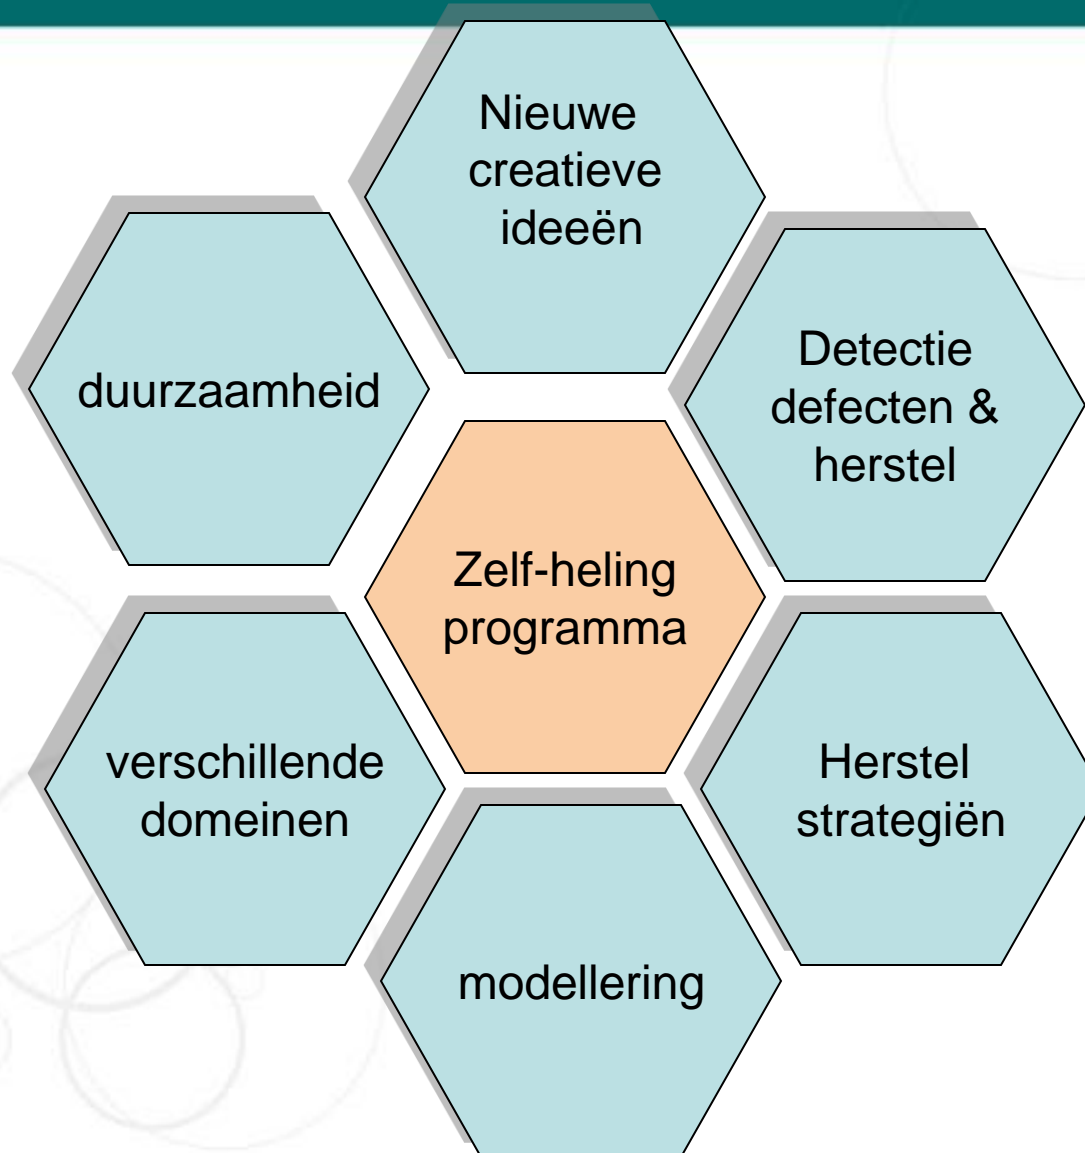 Nieuwe
creatieve
ideeën
duurzaamheid
Detectie
defecten &
herstel
Zelf-heling
programma
verschillende
domeinen
Herstel
strategiën
modellering